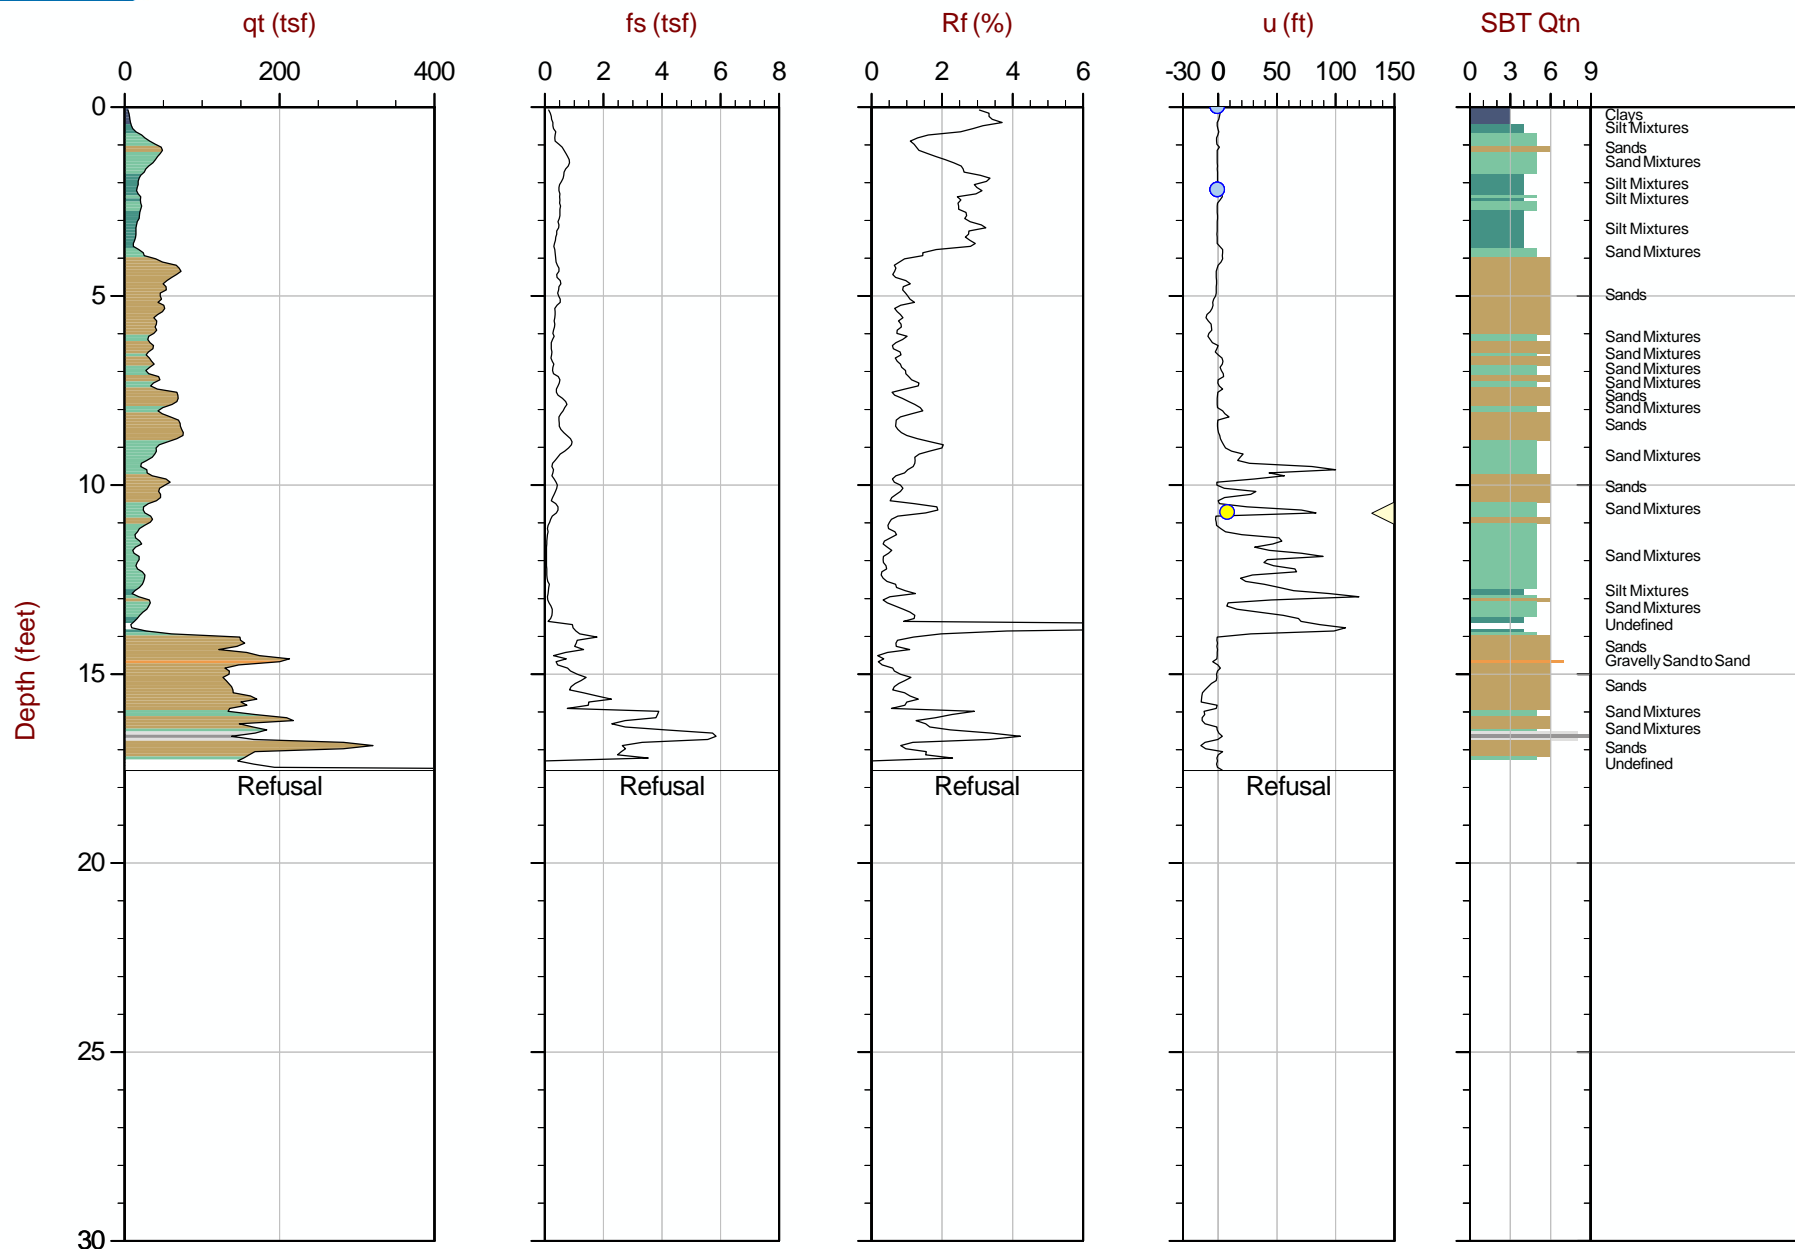 qt (tsf) fs (tsf) Rf (%) u (ft) SBT Qtn
0 200 400 0 2 4 6 8 0 2 4 6 -30 0 50 100 150 0 3 6 9
0
Clays
Silt Mixtures
Sands
Sand Mixtures
Silt Mixtures
Silt Mixtures
Silt Mixtures
Sand Mixtures
5
Sands
Sand Mixtures
Sand Mixtures
Sand Mixtures
Sand Mixtures
Sands
Sand Mixtures
Sands
Sand Mixtures
10
Sands
Sand Mixtures
Sand Mixtures
Silt Mixtures
Sand Mixtures
Undefined
Sands
Gravelly Sand to Sand
15
Sands
Sand Mixtures
Sand Mixtures
Sands
Undefined
Refusal Refusal Refusal Refusal
20
25
30
Depth (feet)